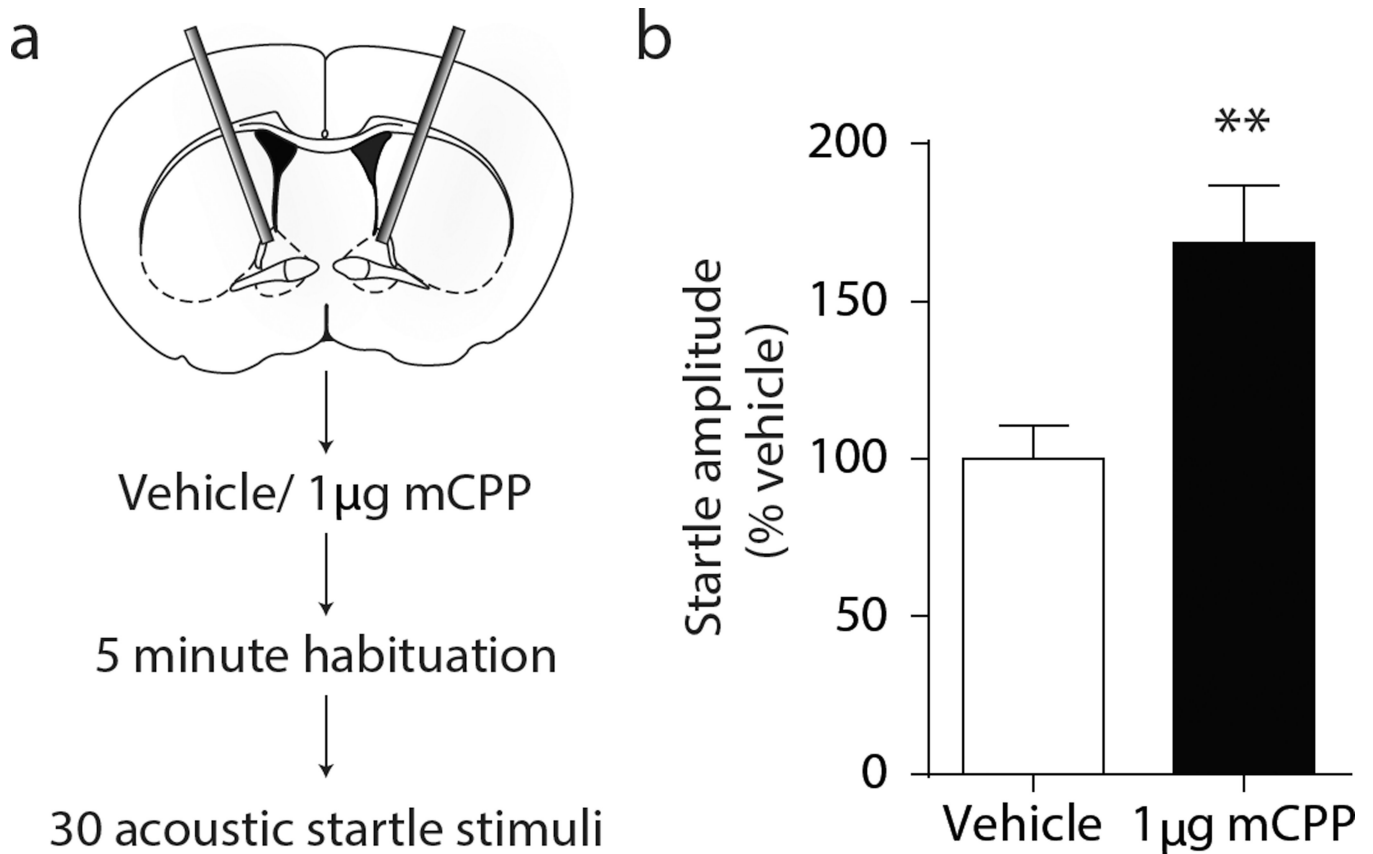 a
Vehicle/ 1μg mCPP
5 minute habituation
30 acoustic startle stimuli
b
Startle amplitude
(% vehicle)
200
150
100
50
0
**
Vehicle
1μg mCPP